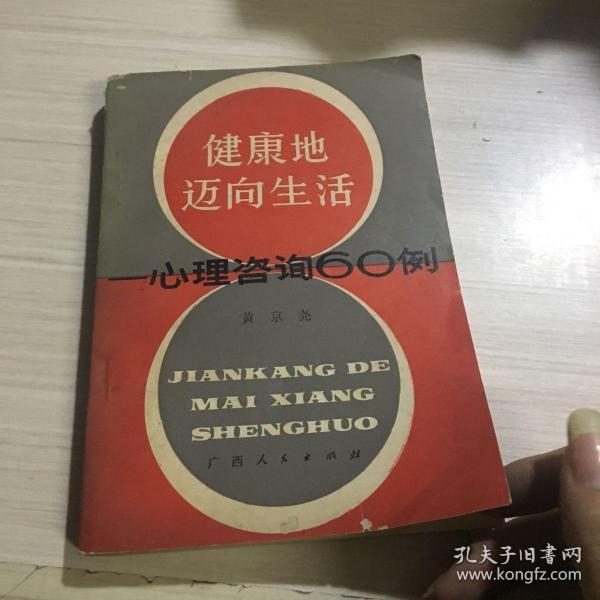 健康地
迈向生活
—心理咨询60例
黄京尧
JIANKANG DE
MAI XIANG
SHENGHUO
广西人民出版社
孔夫子旧书网
www.kongfz.com